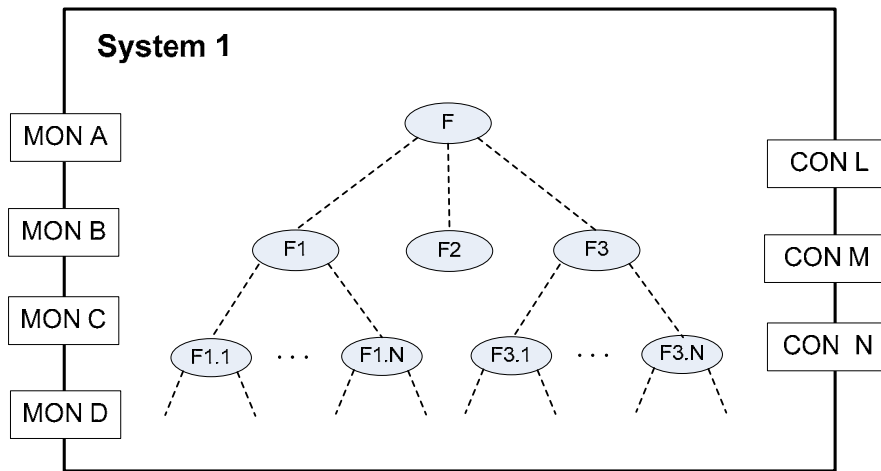 System 1
MON A
F
CON L
MON B
F1
F2
F3
CON M
MON C
CON N
F1.1
. . .
F1.N
F3.1
. . .
F3.N
MON D